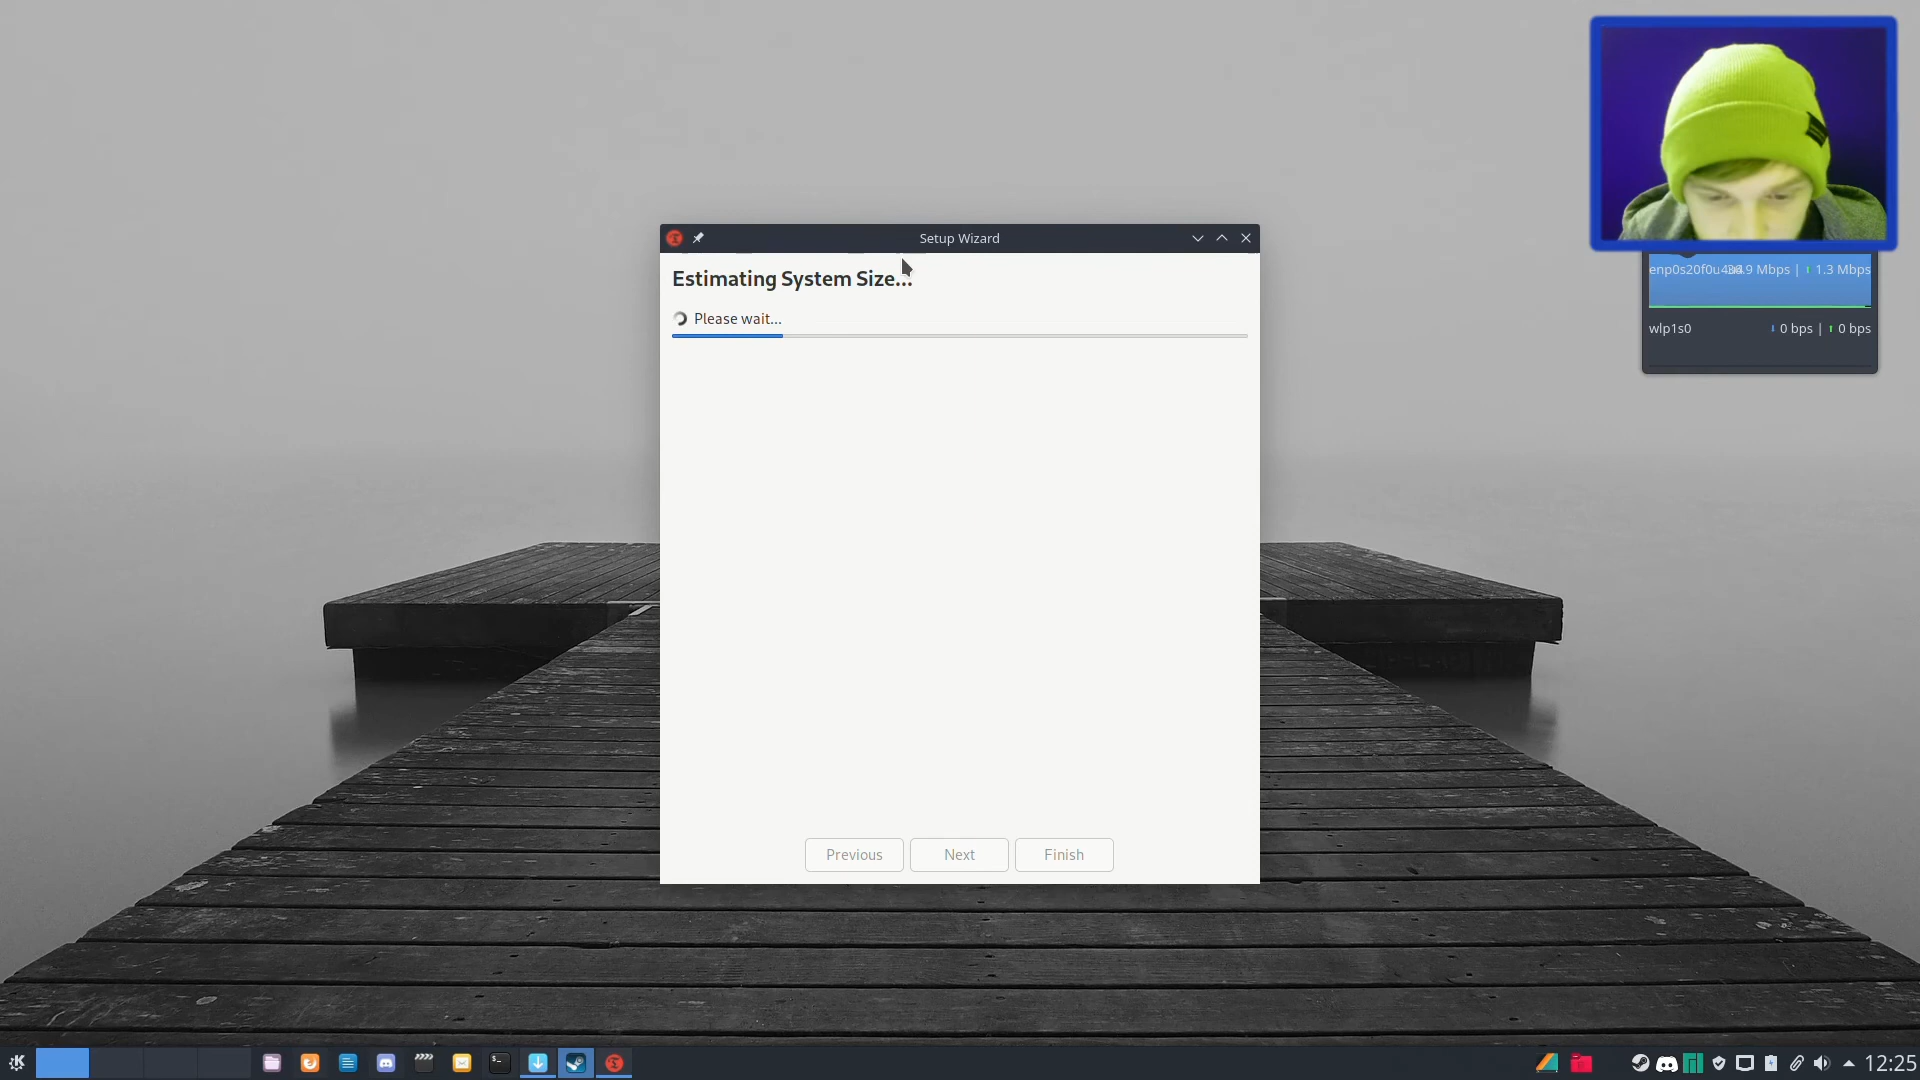 Setup Wizard
Estimating System Size...
Please wait...
Previous
Next
Finish
Mbps | 1.3 Mbps
wlp1s0 0 bps | 0 bps
12:25